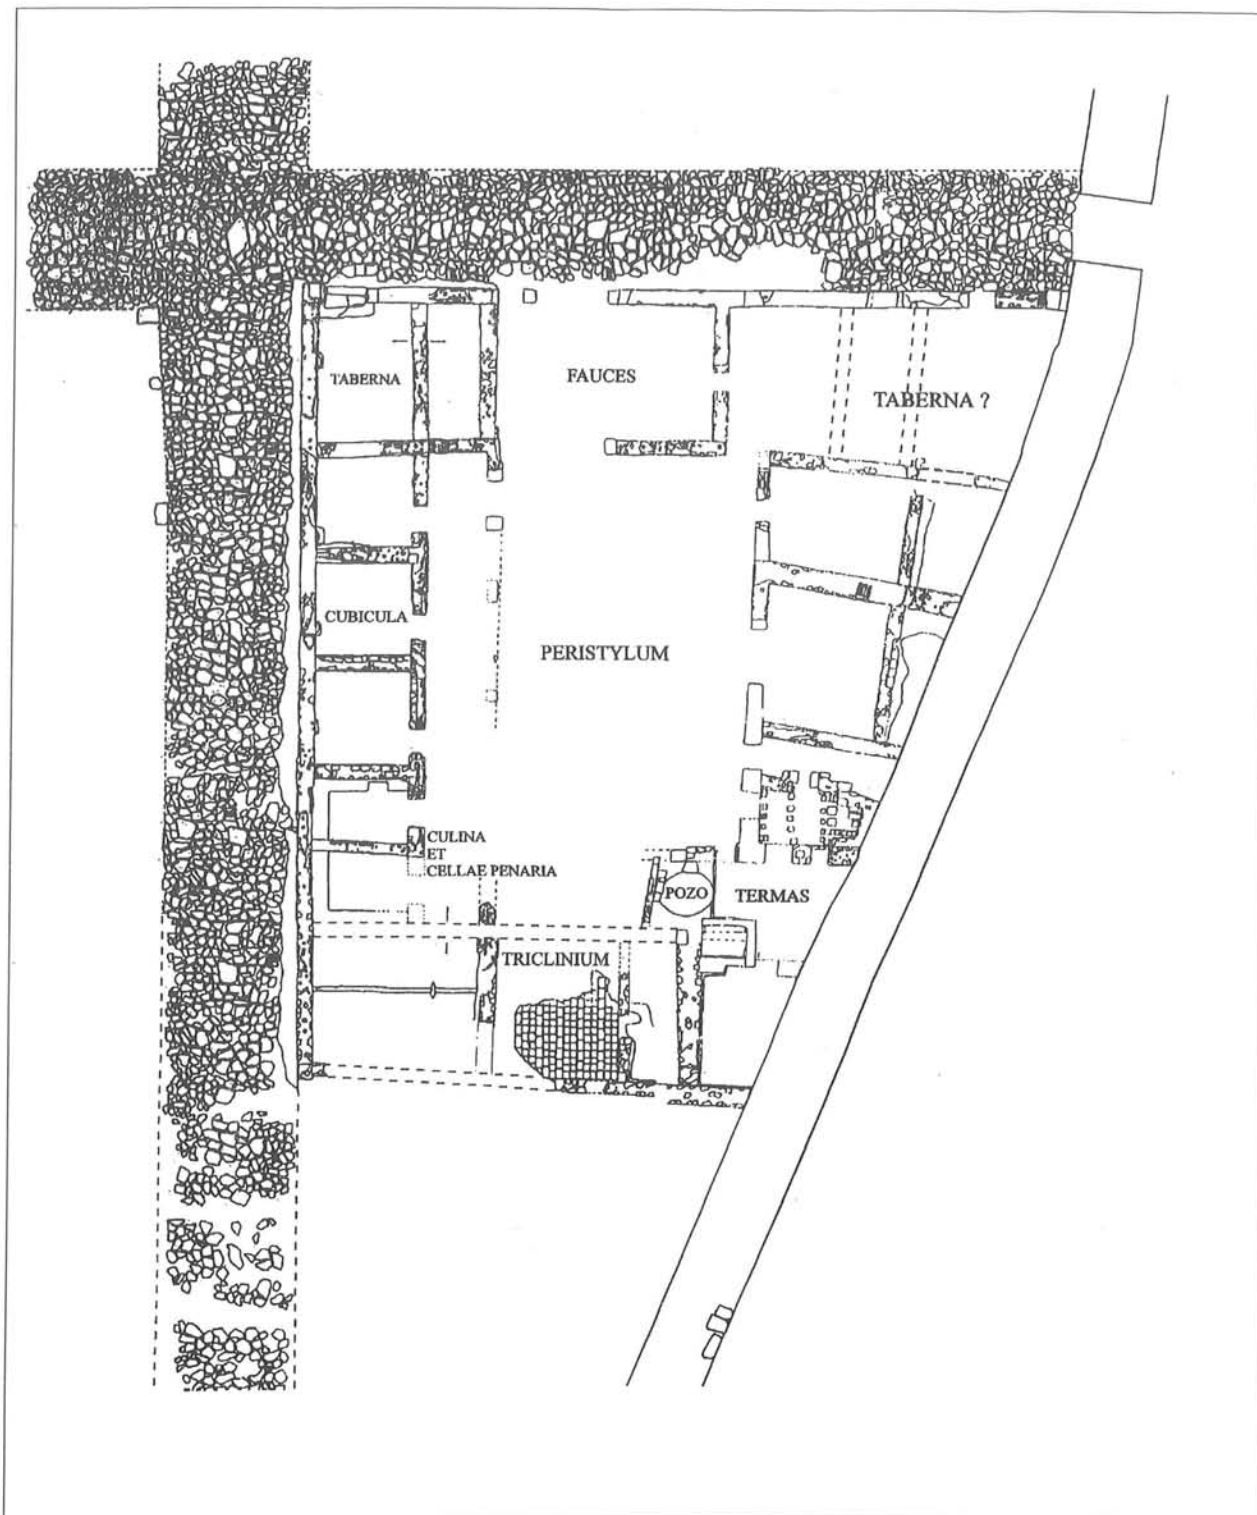 TABERNA
FAUCES
TABERNA ?
CUBICULA
PERISTYLUM
CULINA
ET
CELLAE PENARIA
POZO
TERMAS
TRICLINIUM